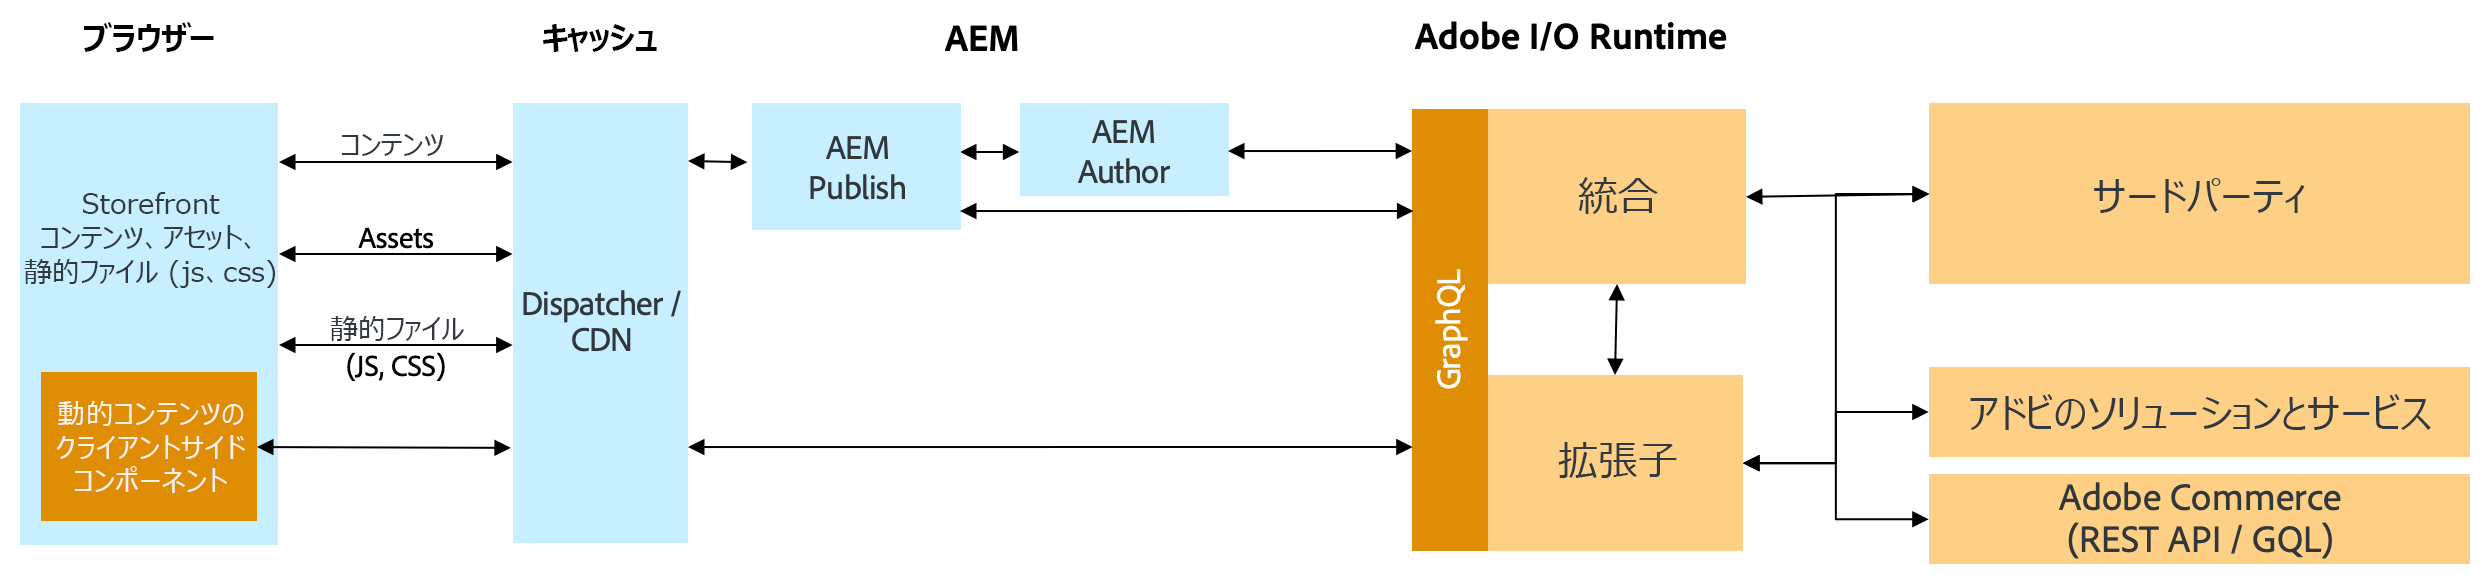 ブラウザー
キャッシュ
AEM
Adobe I/O Runtime
Storefront
コンテンツ、アセット、
静的ファイル (js、css)
動的コンテンツの
クライアントサイド
コンポーネント
コンテンツ
Assets
静的ファイル
(JS, CSS)
Dispatcher /
CDN
AEM
Publish
AEM
Author
GraphQL
統合
拡張子
サードパーティ
アドビのソリューションとサービス
Adobe Commerce
(REST API / GQL)